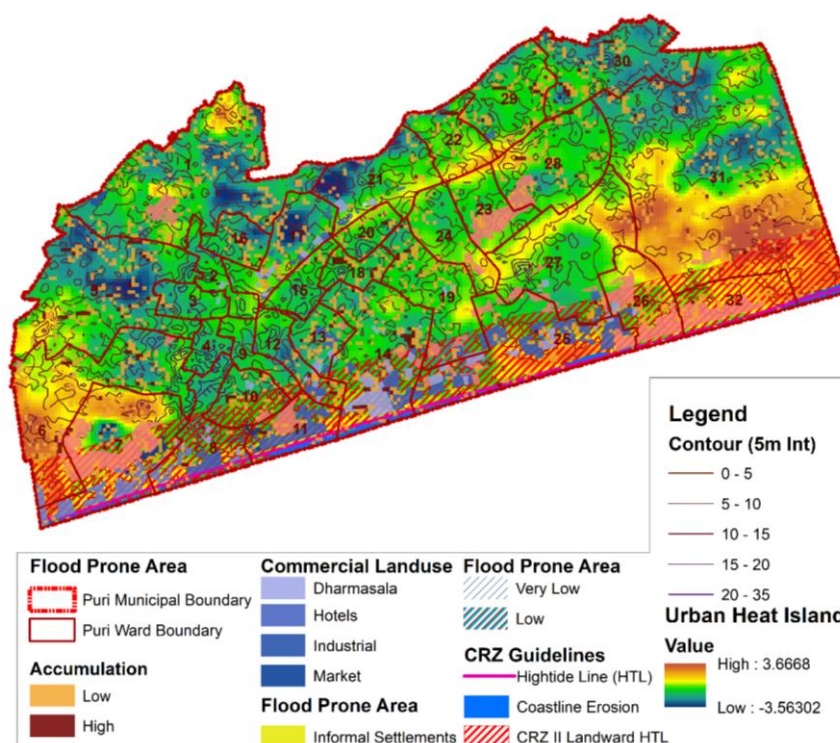 30
29
22
28
1
21
31
16
17
23
20
24
2
18
27
5
3
15
19
26
32
4
13
12
25
9
14
10
6
7
11
8
Legend
Contour (5m Int)
0 - 5
5 - 10
10 - 15
15 - 20
20 - 35
Urban Heat Island
Value
High : 3.6668
Low : -3.56302
Flood Prone Area
Puri Municipal Boundary
Puri Ward Boundary
Accumulation
Low
High
Commercial Landuse
Dharmasala
Hotels
Industrial
Market
Flood Prone Area
Informal Settlements
Flood Prone Area
Very Low
Low
CRZ Guidelines
Hightide Line (HTL)
Coastline Erosion
CRZ II Landward HTL